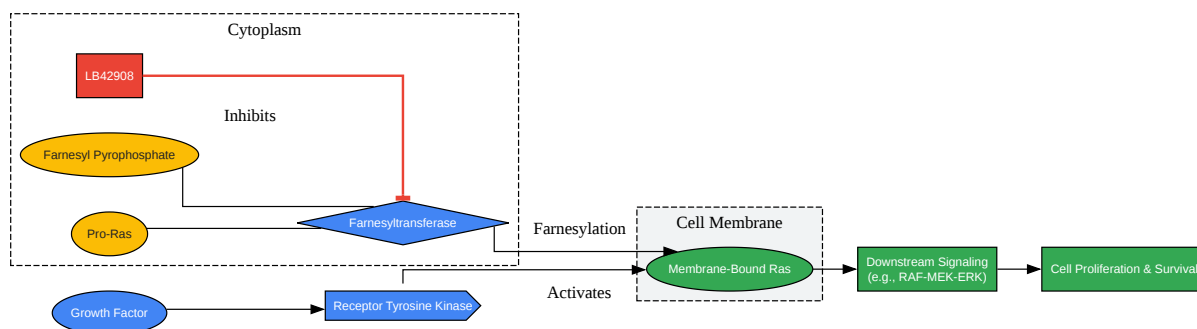 Cytoplasm
LB42908
Inhibits
Farnesyl Pyrophosphate
Pro-Ras
Farnesyltransferase
Farnesylation
Cell Membrane
Membrane-Bound Ras
Downstream Signaling
(e.g., RAF-MEK-ERK)
Cell Proliferation & Survival
Activates
Growth Factor
Receptor Tyrosine Kinase